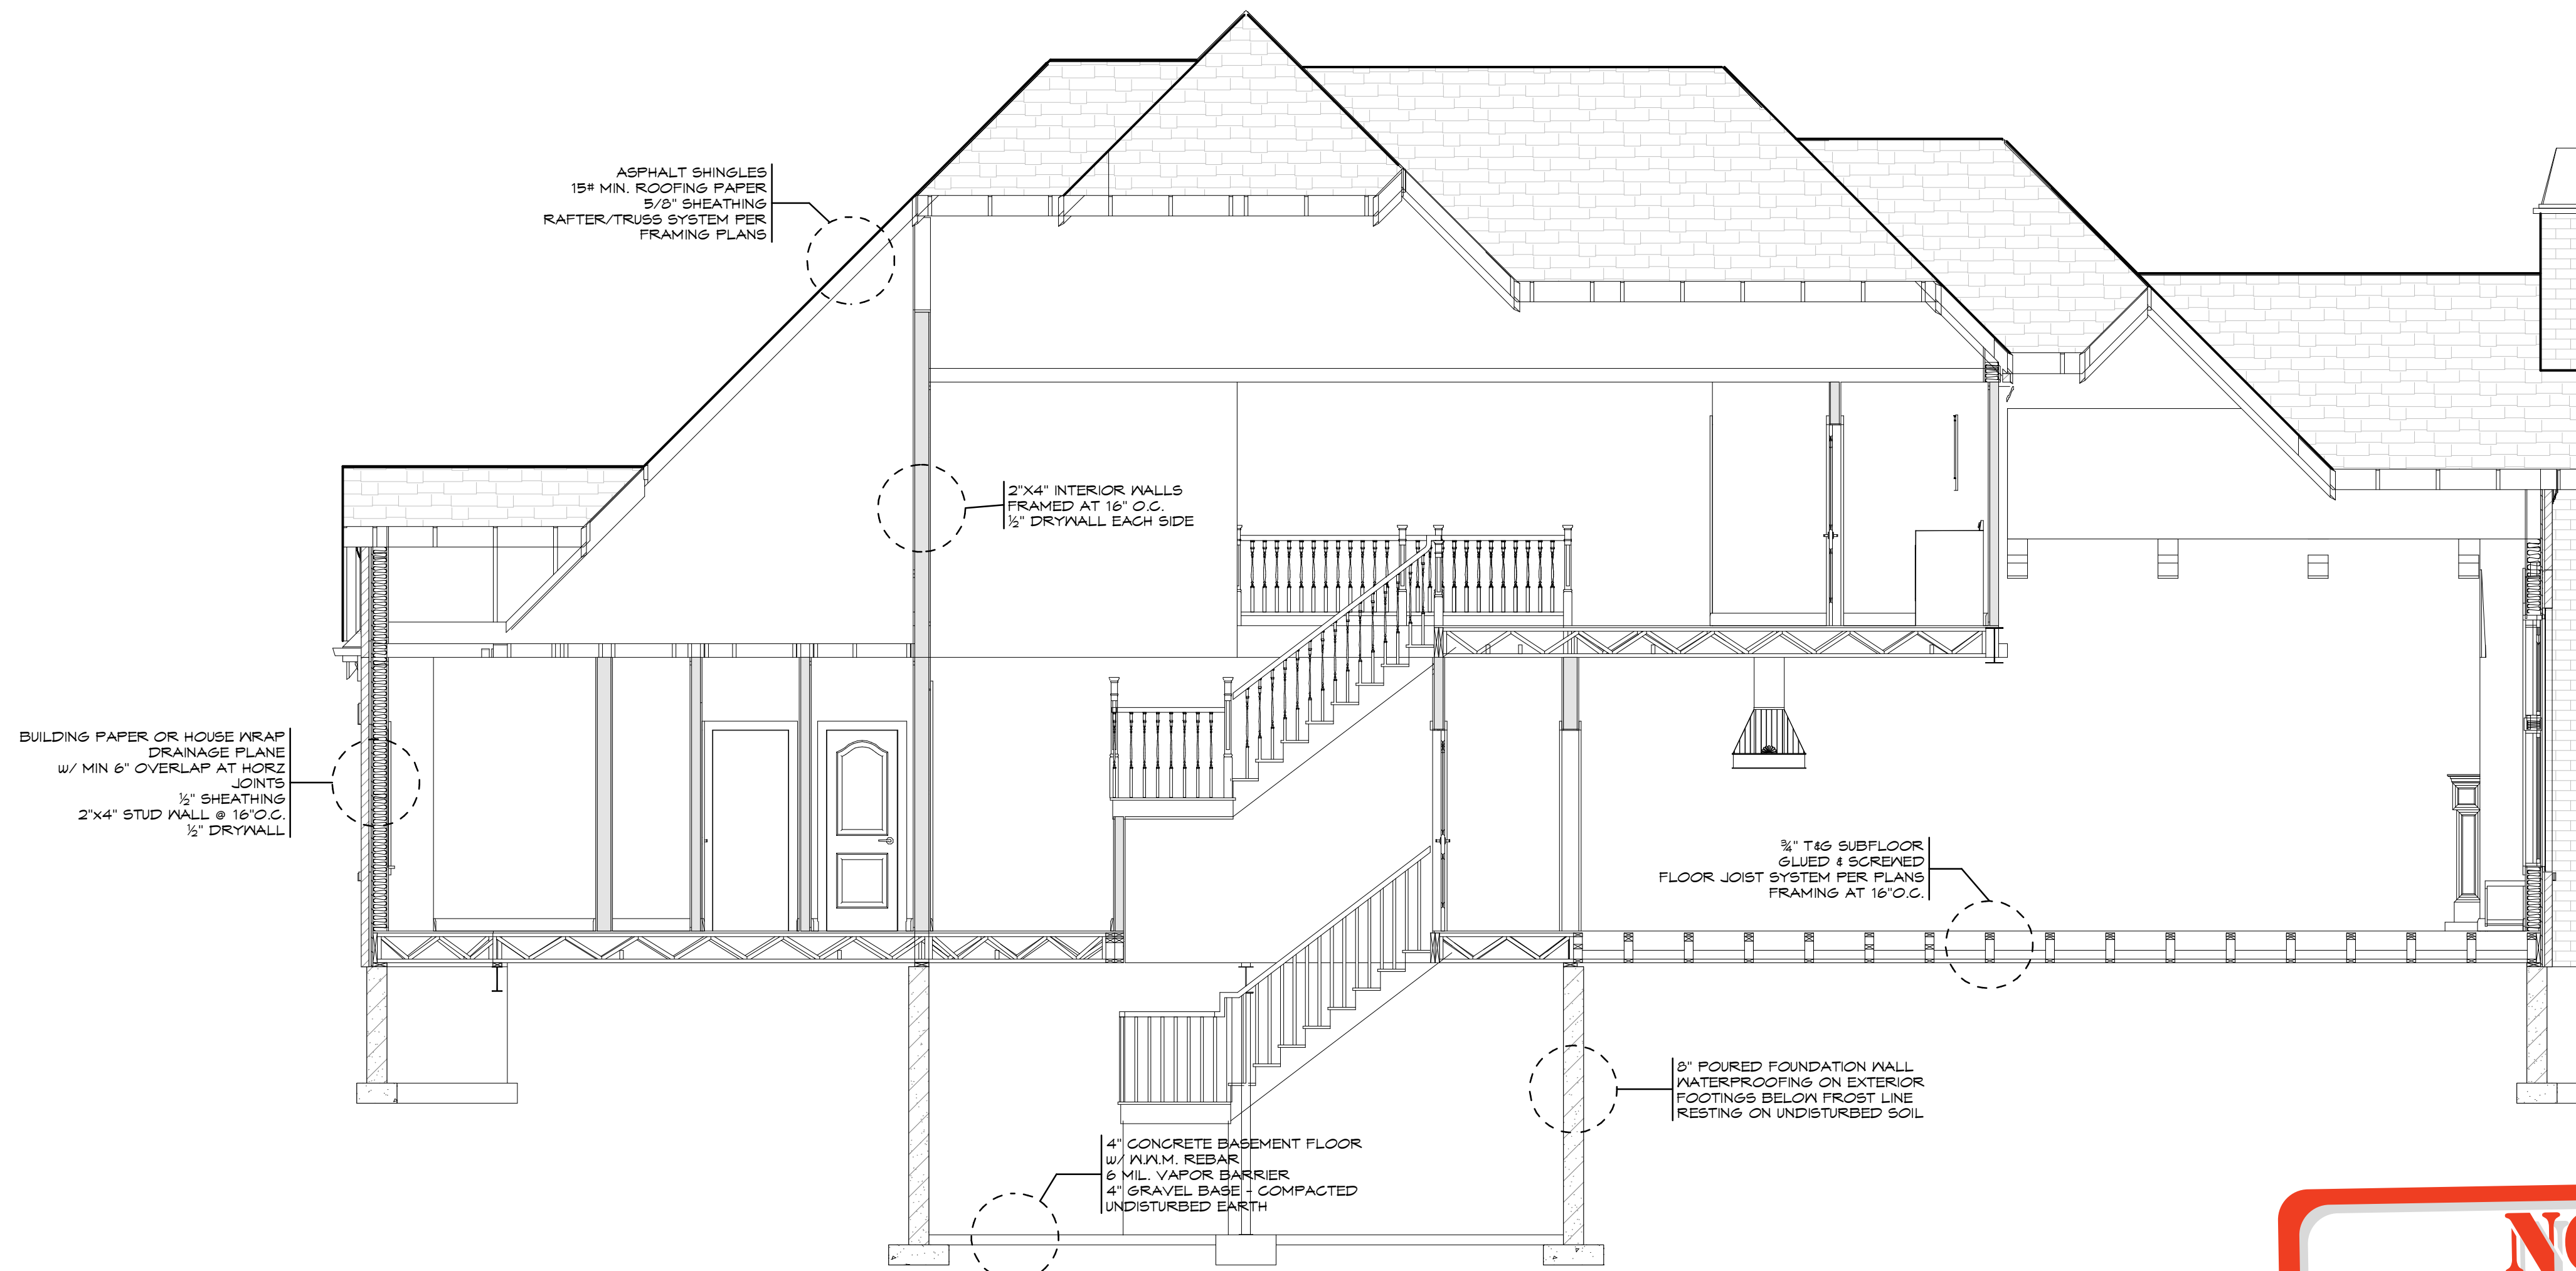 ASPHALT SHINGLES
15# MIN. ROOFING PAPER
5/8" SHEATHING
RAFTER/TRUSS SYSTEM PER
FRAMING PLANS
2"X4" INTERIOR WALLS
FRAMED AT 16" O.C.
½" DRYWALL EACH SIDE
BUILDING PAPER OR HOUSE WRAP
DRAINAGE PLANE
w/ MIN 6" OVERLAP AT HORZ
JOINTS
½" SHEATHING
2"x4" STUD WALL @ 16"O.C.
½" DRYWALL
¾" T&G SUBFLOOR
GLUED & SCREWED
FLOOR JOIST SYSTEM PER PLANS
FRAMING AT 16"O.C.
8" POURED FOUNDATION WALL
WATERPROOFING ON EXTERIOR
FOOTINGS BELOW FROST LINE
RESTING ON UNDISTURBED SOIL
4" CONCRETE BASEMENT FLOOR
w/ W.W.M. REBAR
6 MIL. VAPOR BARRIER
4" GRAVEL BASE - COMPACTED
UNDISTURBED EARTH